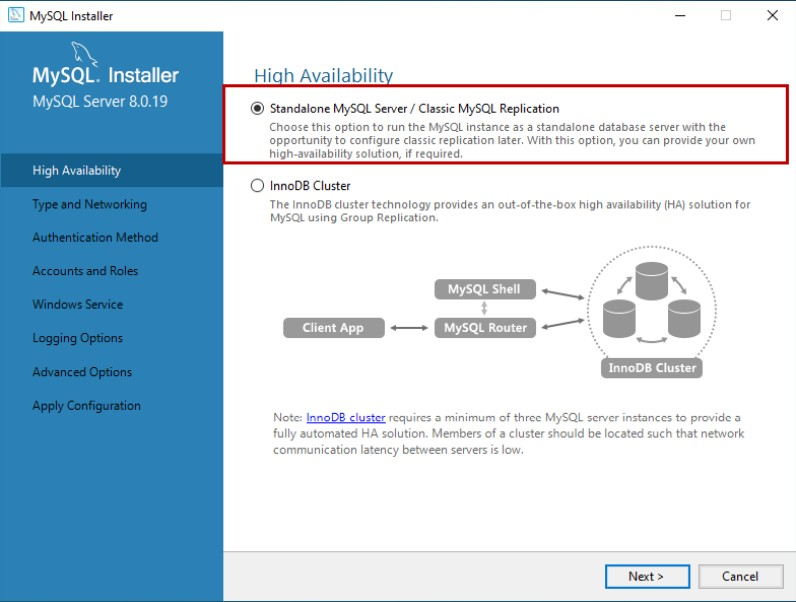 MySQL Installer
MySQL. Installer
MySQL Server 8.0.19
High Availability
Type and Networking
Authentication Method
Accounts and Roles
Windows Service
Logging Options
Advanced Options
Apply Configuration
High Availability
Standalone MySQL Server / Classic MySQL Replication
Choose this option to run the MySQL instance as a standalone database server with the
opportunity to configure classic replication later. With this option, you can provide your own
high-availability solution, if required.
InnoDB Cluster
The InnoDB cluster technology provides an out-of-the-box high availability (HA) solution for
MySQL using Group Replication.
MySQL Shell
Client App
MySQL Router
InnoDB Cluster
Note: InnoDB cluster requires a minimum of three MySQL server instances to provide a
fully automated HA solution. Members of a cluster should be located such that network
communication latency between servers is low.
Next >
Cancel